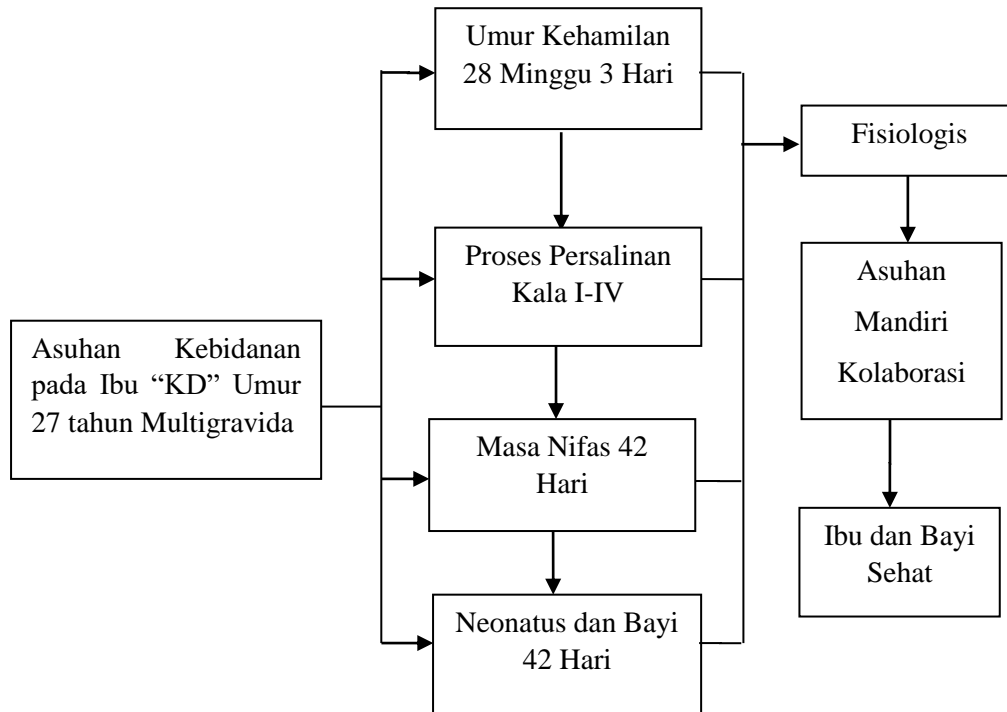 Umur Kehamilan
28 Minggu 3 Hari
Fisiologis
Proses Persalinan
Kala I-IV
Asuhan
Mandiri
Kolaborasi
Asuhan Kebidanan
pada Ibu “KD” Umur
27 tahun Multigravida
Masa Nifas 42
Hari
Ibu dan Bayi
Sehat
Neonatus dan Bayi
42 Hari